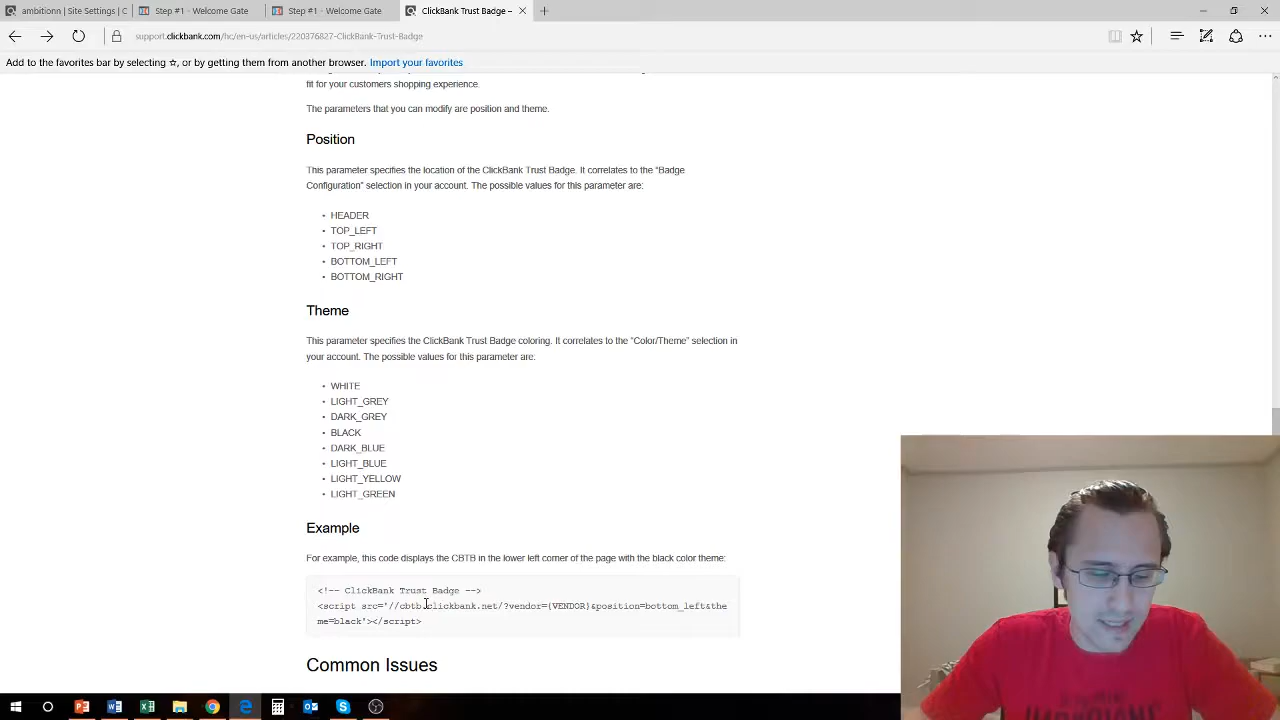 ambitionn | Site Settings | C
Step #1 - Welcome Gate
Step #1 - Welcome Gate
ClickBank Trust Badge –
support.clickbank.com/hc/en-us/articles/220376827-ClickBank-Trust-Badge
Add to the favorites bar by selecting ☆, or by getting them from another browser. Import your favorites
fit for your customers shopping experience.
The parameters that you can modify are position and theme.
Position
This parameter specifies the location of the ClickBank Trust Badge. It correlates to the "Badge
Configuration" selection in your account. The possible values for this parameter are:
• HEADER
• TOP_LEFT
• TOP_RIGHT
• BOTTOM_LEFT
• BOTTOM_RIGHT
Theme
This parameter specifies the ClickBank Trust Badge coloring. It correlates to the "Color/Theme" selection in
your account. The possible values for this parameter are:
• WHITE
• LIGHT_GREY
• DARK_GREY
• BLACK
• DARK_BLUE
• LIGHT_BLUE
• LIGHT_YELLOW
• LIGHT_GREEN
Example
For example, this code displays the CBTB in the lower left corner of the page with the black color theme:
<!-- ClickBank Trust Badge -->
<script src='//cbtb.clickbank.net/?vendor={VENDOR}&position=bottom_left&the
me=black'></script>
Common Issues